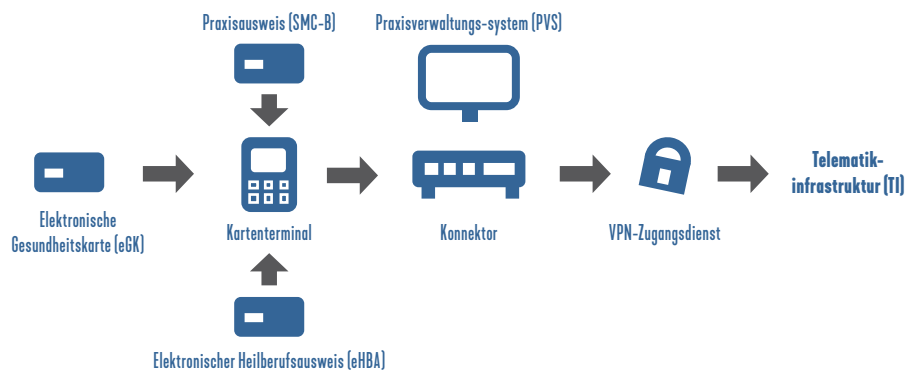 Praxisausweis (SMC-B)
Praxisverwaltungs-system (PVS)
Elektronische
Gesundheitskarte (eGK)
Kartenterminal
Konnektor
VPN-Zugangsdienst
Telematik-
infrastruktur (TI)
Elektronischer Heilberufsausweis (eHBA)